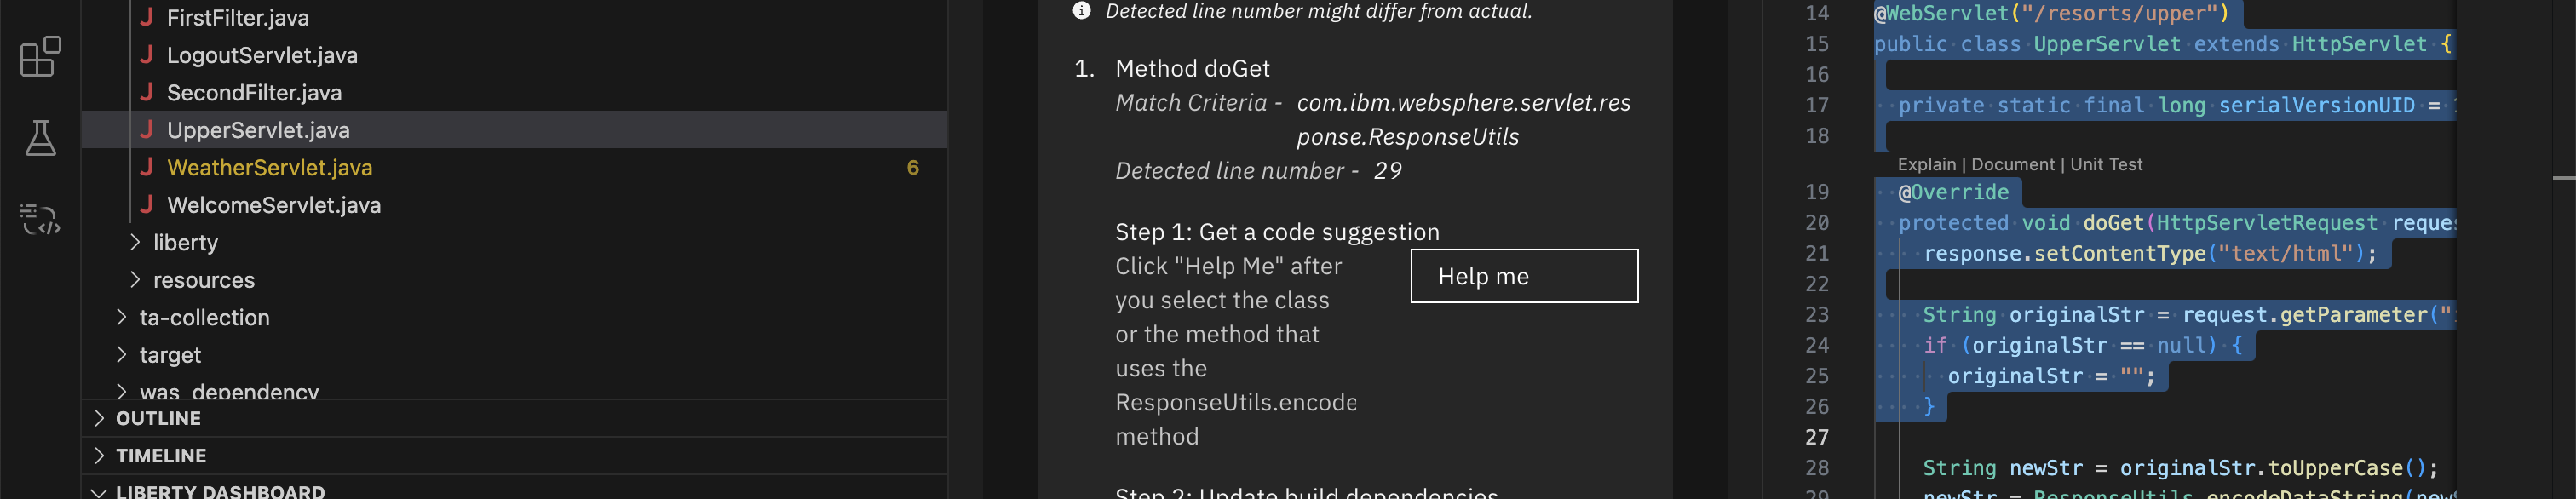 FirstFilter.java
LogoutServlet.java
SecondFilter.java
UpperServlet.java
WeatherServlet.java 6
WelcomeServlet.java
liberty
resources
ta-collection
target
was_dependency
OUTLINE
TIMELINE
LIBERTY DASHBOARD
Detected line number might differ from actual.
1. Method doGet
Match Criteria - com.ibm.websphere.servlet.res
ponse.ResponseUtils
Detected line number - 29
Step 1: Get a code suggestion
Click "Help Me" after
you select the class
or the method that
uses the
ResponseUtils.encode
method
Help me
Step 2: Update build dependencies
14 @WebServlet("/resorts/upper")
15 public class UpperServlet extends HttpServlet {
16
17 private static final long serialVersionUID =
18
Explain | Document | Unit Test
19 @Override
20 protected void doGet(HttpServletRequest reque
21 response.setContentType("text/html");
22
23 String originalStr = request.getParameter("
24 if (originalStr == null) {
25 originalStr = "";
26 }
27
28 String newStr = originalStr.toUpperCase();
29 newStr = ResponseUtils.encodeDataString(new